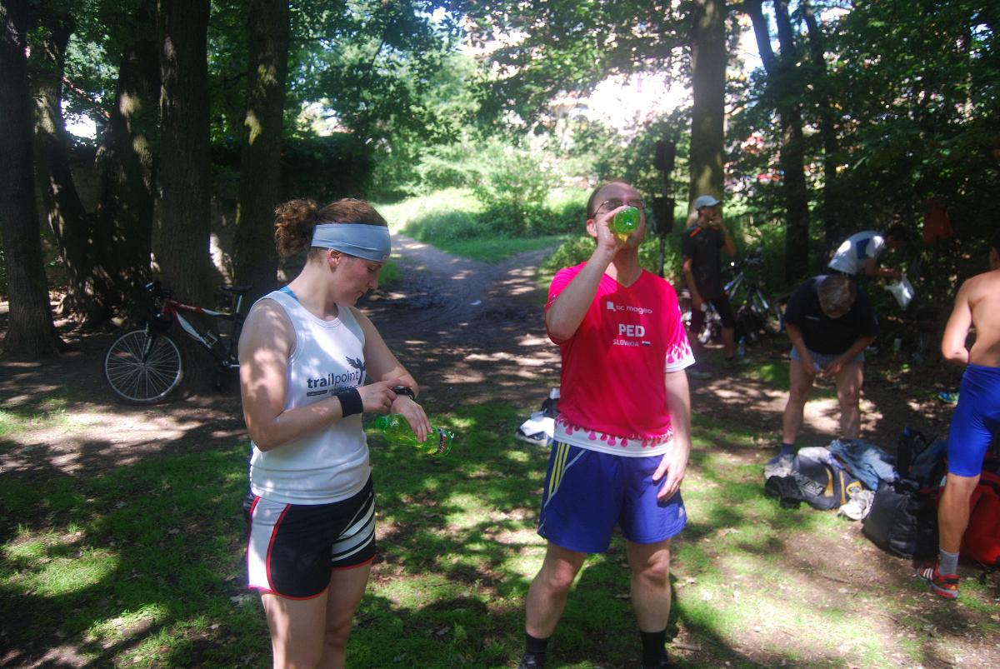 trailpoint
ac mageo
PED
SLOVAKIA